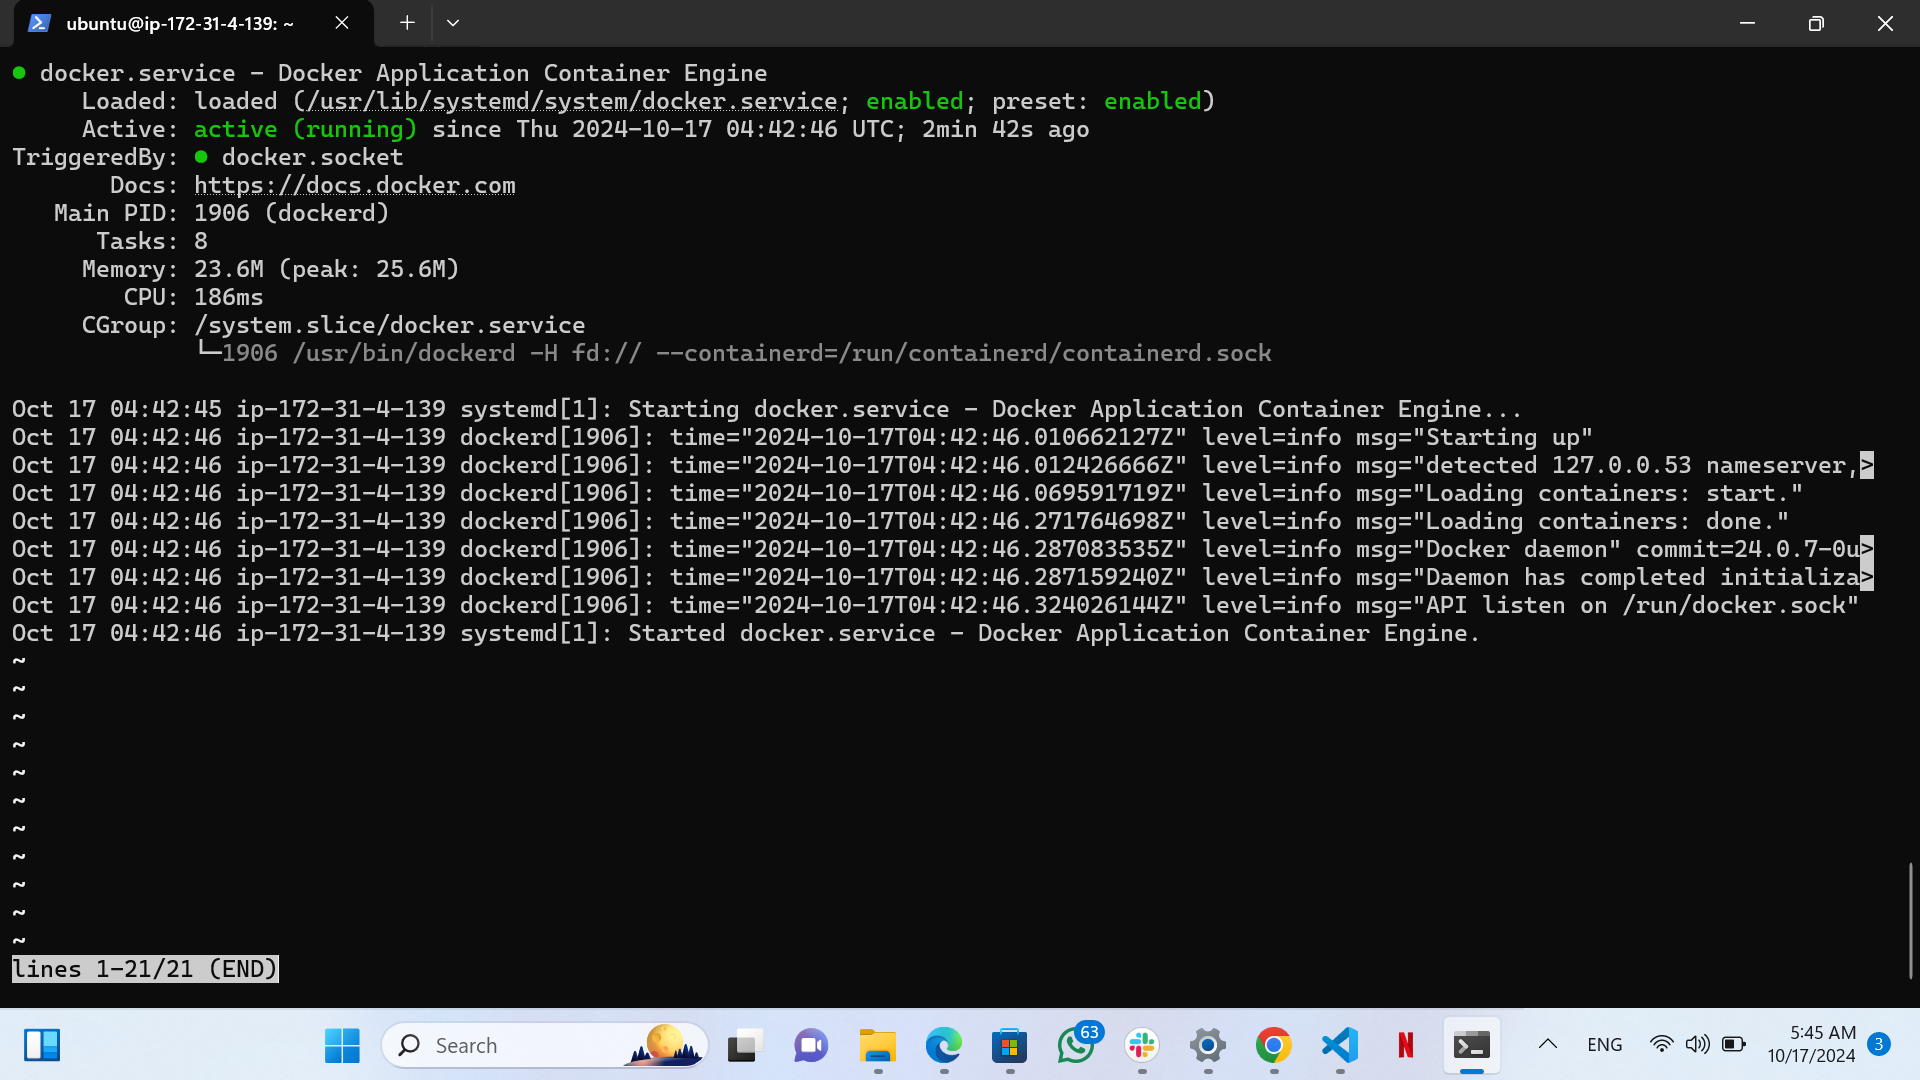 ubuntu@ip-172-31-4-139: ~
● docker.service - Docker Application Container Engine
Loaded: loaded (/usr/lib/systemd/system/docker.service; enabled; preset: enabled)
Active: active (running) since Thu 2024-10-17 04:42:46 UTC; 2min 42s ago
TriggeredBy: ● docker.socket
Docs: https://docs.docker.com
Main PID: 1906 (dockerd)
Tasks: 8
Memory: 23.6M (peak: 25.6M)
CPU: 186ms
CGroup: /system.slice/docker.service
└─1906 /usr/bin/dockerd -H fd:// --containerd=/run/containerd/containerd.sock
Oct 17 04:42:45 ip-172-31-4-139 systemd[1]: Starting docker.service - Docker Application Container Engine...
Oct 17 04:42:46 ip-172-31-4-139 dockerd[1906]: time="2024-10-17T04:42:46.010662127Z" level=info msg="Starting up"
Oct 17 04:42:46 ip-172-31-4-139 dockerd[1906]: time="2024-10-17T04:42:46.012426666Z" level=info msg="detected 127.0.0.53 nameserver,>
Oct 17 04:42:46 ip-172-31-4-139 dockerd[1906]: time="2024-10-17T04:42:46.069591719Z" level=info msg="Loading containers: start."
Oct 17 04:42:46 ip-172-31-4-139 dockerd[1906]: time="2024-10-17T04:42:46.271764698Z" level=info msg="Loading containers: done."
Oct 17 04:42:46 ip-172-31-4-139 dockerd[1906]: time="2024-10-17T04:42:46.287083535Z" level=info msg="Docker daemon" commit=24.0.7-0u>
Oct 17 04:42:46 ip-172-31-4-139 dockerd[1906]: time="2024-10-17T04:42:46.287159240Z" level=info msg="Daemon has completed initializa>
Oct 17 04:42:46 ip-172-31-4-139 dockerd[1906]: time="2024-10-17T04:42:46.324026144Z" level=info msg="API listen on /run/docker.sock"
Oct 17 04:42:46 ip-172-31-4-139 systemd[1]: Started docker.service - Docker Application Container Engine.
~
~
~
~
~
~
~
~
~
~
~
lines 1-21/21 (END)
Search
63
N
ENG
5:45 AM
10/17/2024
3